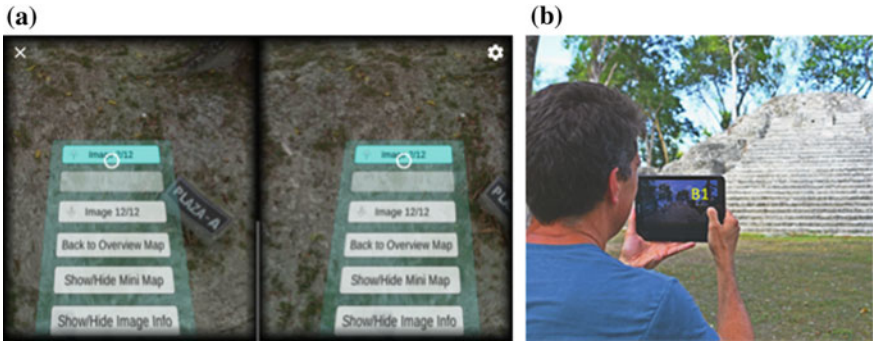 (a)
(b)
Image 12/12
PLAZA-A
Back to Overview Map
Show/Hide Mini Map
Show/Hide Image Info
Image 12/12
Back to Overview Map
Show/Hide Mini Map
Show/Hide Image Info
B1